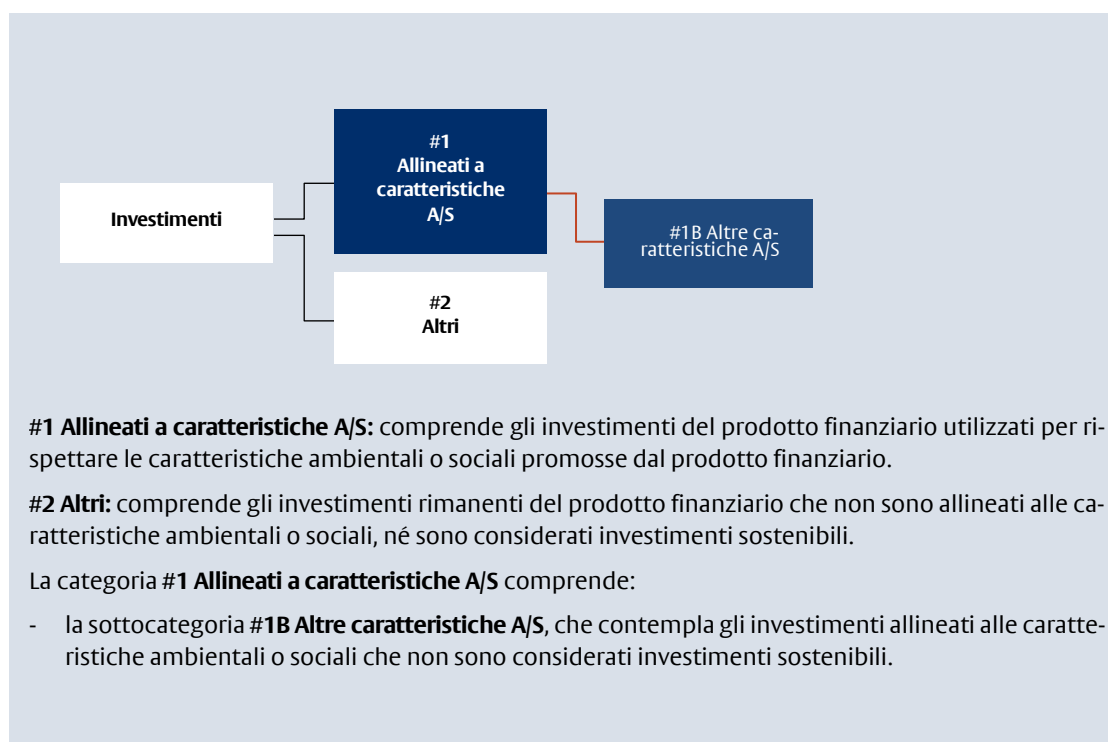 #1
Allineati a
caratteristiche
A/S
Investimenti
#1B Altre ca-
ratteristiche A/S
#2
Altri
#1 Allineati a caratteristiche A/S: comprende gli investimenti del prodotto finanziario utilizzati per ri-
spettare le caratteristiche ambientali o sociali promosse dal prodotto finanziario.
#2 Altri: comprende gli investimenti rimanenti del prodotto finanziario che non sono allineati alle ca-
ratteristiche ambientali o sociali, né sono considerati investimenti sostenibili.
La categoria #1 Allineati a caratteristiche A/S comprende:
- la sottocategoria #1B Altre caratteristiche A/S, che contempla gli investimenti allineati alle caratte-
ristiche ambientali o sociali che non sono considerati investimenti sostenibili.